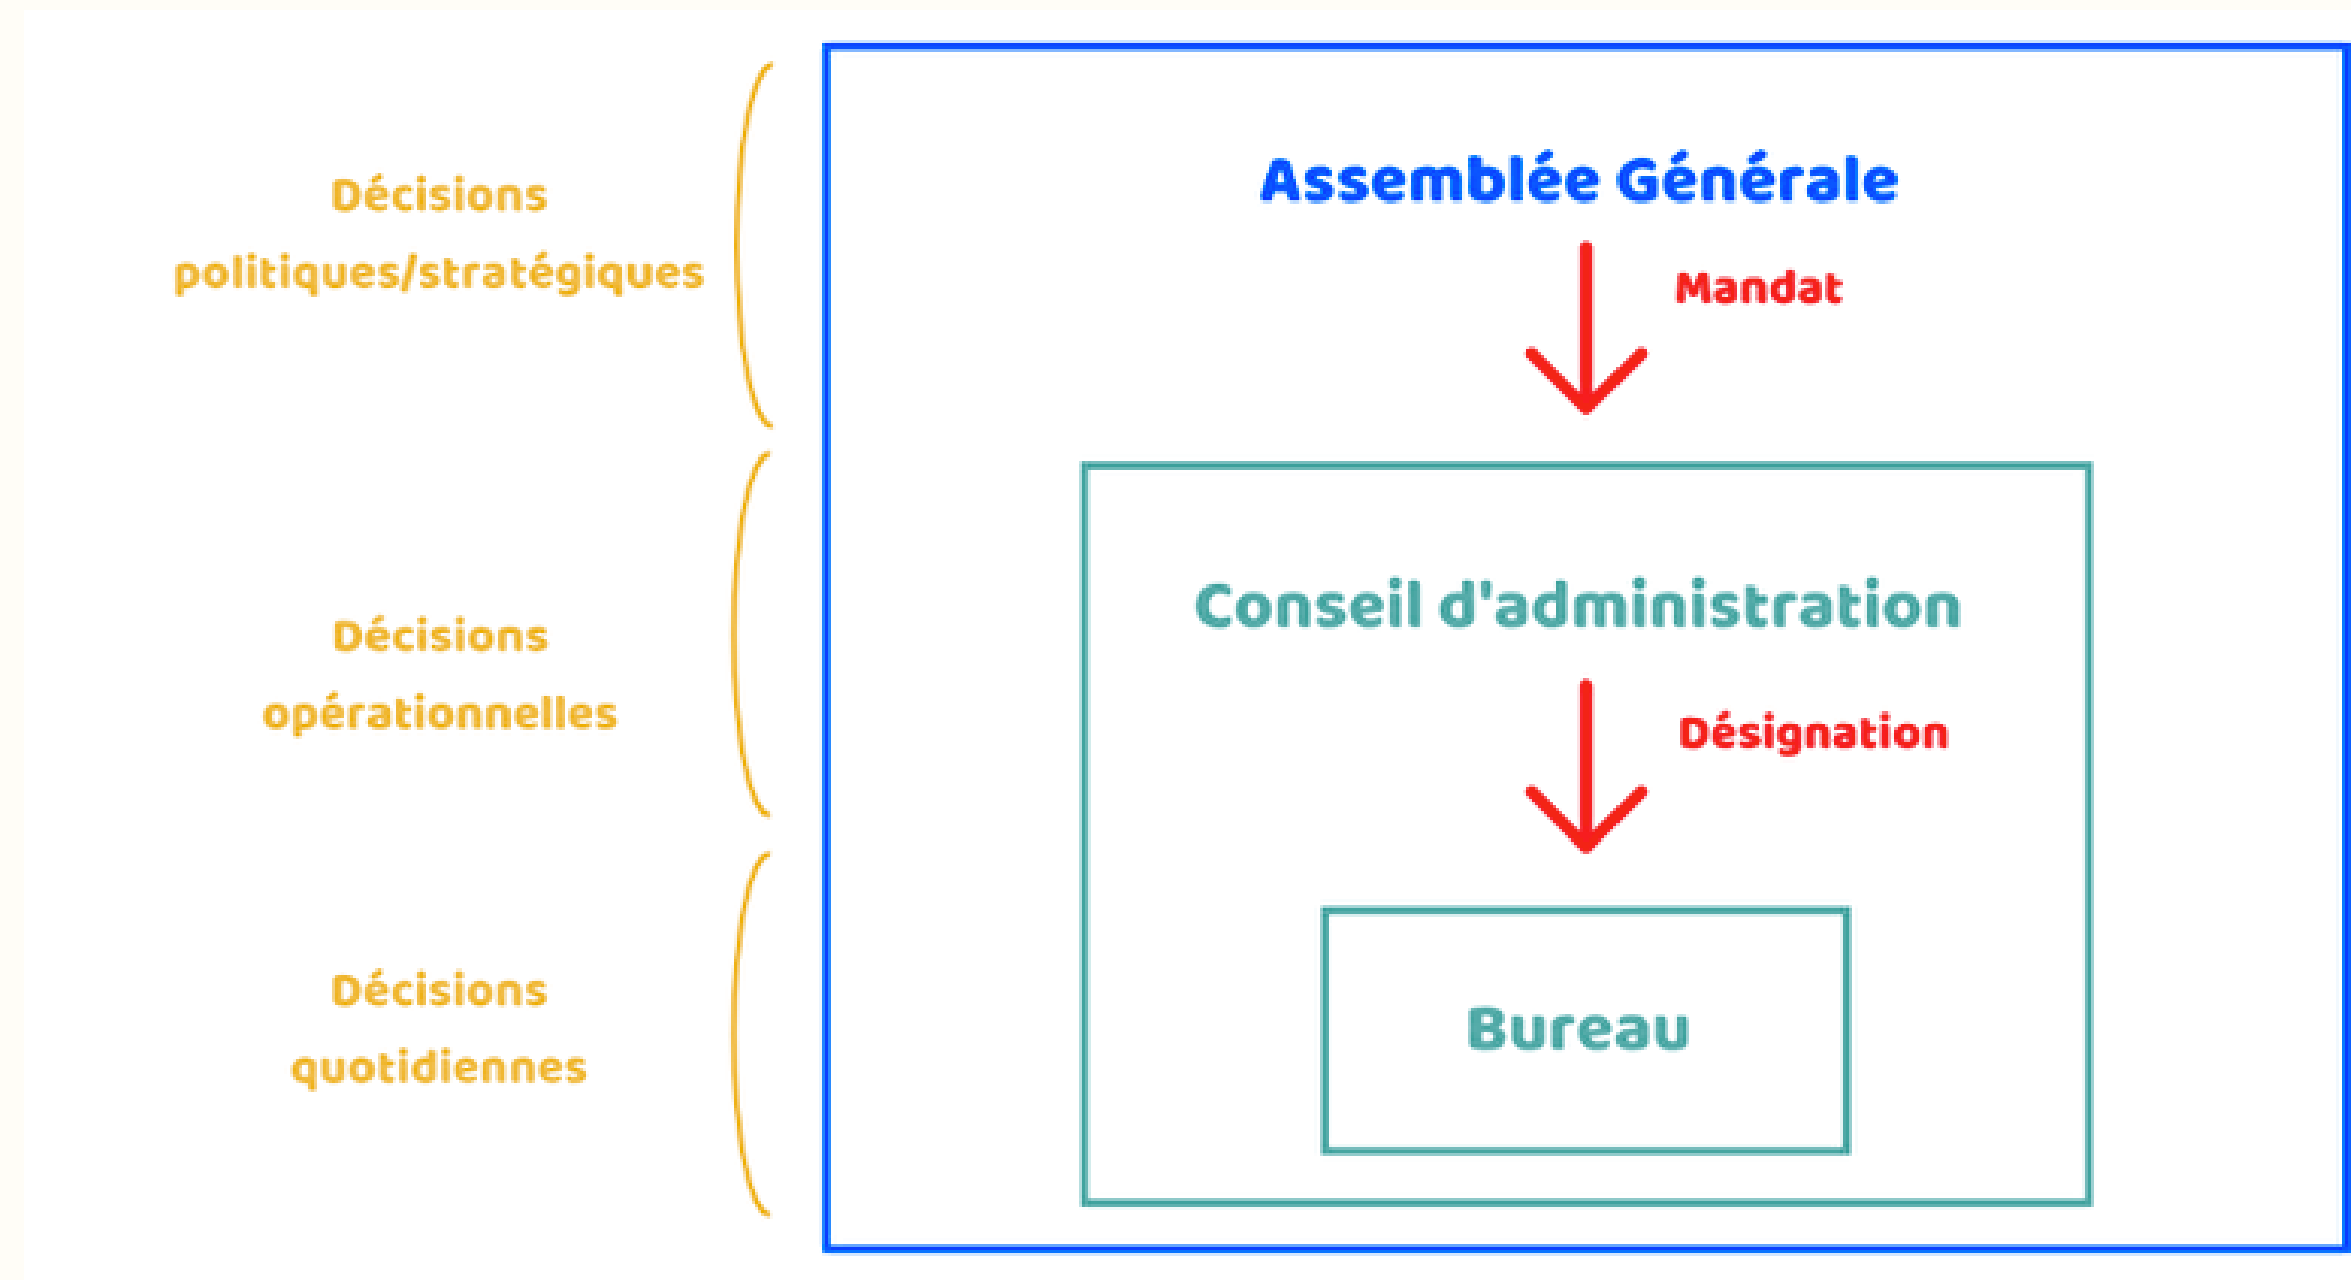 Décisions
politiques/stratégiques
Assemblée Générale
Mandat
Décisions
opérationnelles
Conseil d'administration
Désignation
Décisions
quotidiennes
Bureau